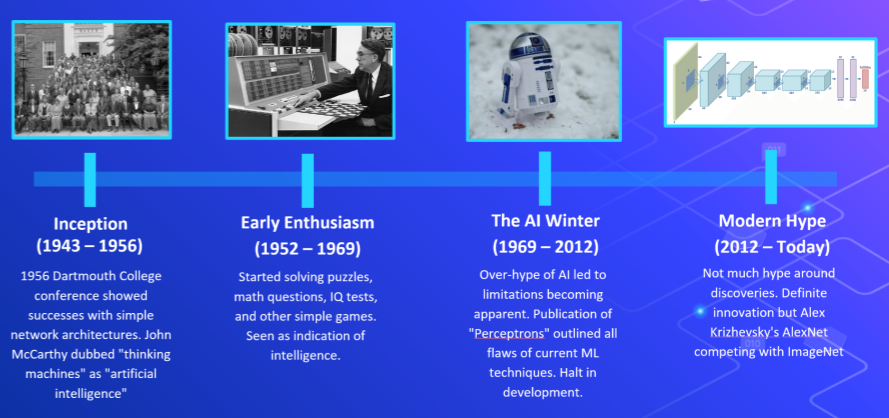 Inception
(1943 – 1956)
1956 Dartmouth College
conference showed
successes with simple
network architectures. John
McCarthy dubbed "thinking
machines" as "artificial
intelligence"
Early Enthusiasm
(1952 – 1969)
Started solving puzzles,
math questions, IQ tests,
and other simple games.
Seen as indication of
intelligence.
The AI Winter
(1969 – 2012)
Over-hype of AI led to
limitations becoming
apparent. Publication of
"Perceptrons" outlined all
flaws of current ML
techniques. Halt in
development.
Modern Hype
(2012 – Today)
Not much hype around
discoveries. Definite
innovation but Alex
Krizhevsky's AlexNet
competing with ImageNet